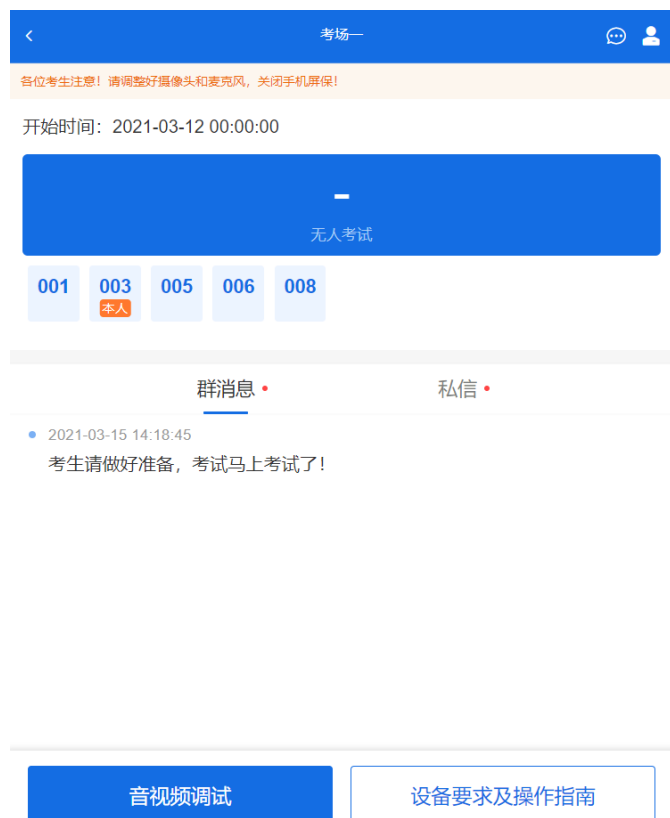 考场一
各位考生注意！请调整好摄像头和麦克风，关闭手机屏保！
开始时间：2021-03-12 00:00:00
-
无人考试
001 003 005 006 008
本人
群消息 私信
2021-03-15 14:18:45
考生请做好准备，考试马上考试了！
音视频调试 设备要求及操作指南